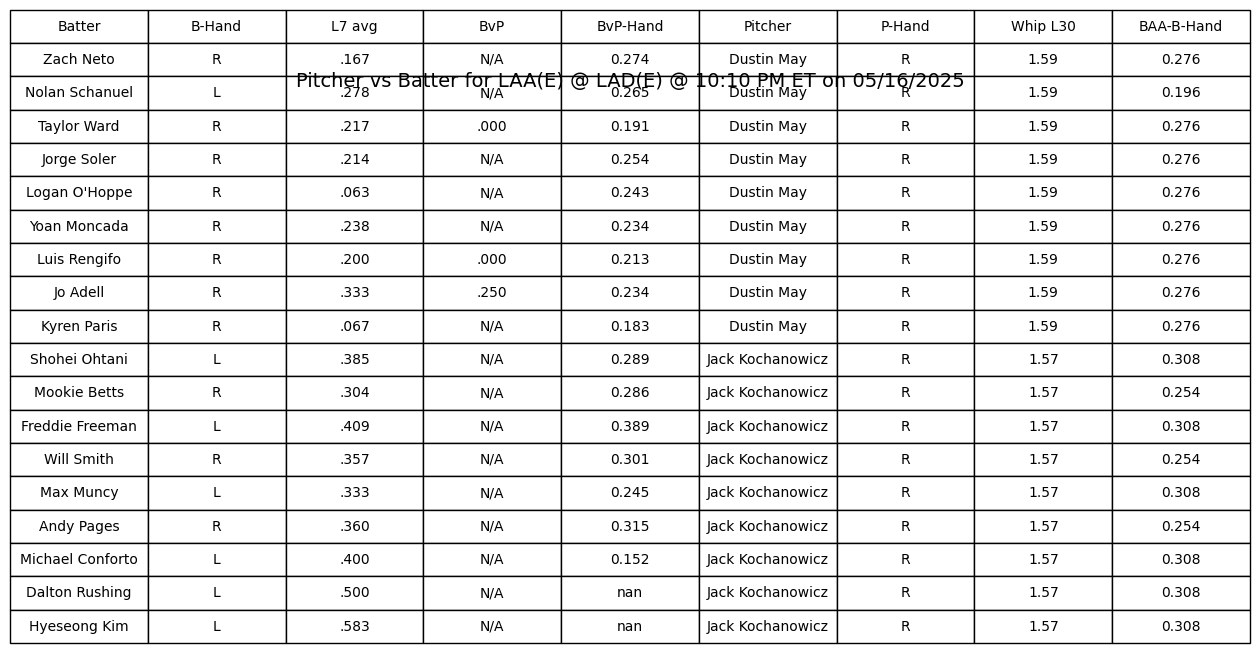 Batter B-Hand L7 avg BvP BvP-Hand Pitcher P-Hand Whip L30 BAA-B-Hand
Zach Neto R .167 N/A 0.274 Dustin May R 1.59 0.276
Pitcher vs Batter for LAA(E) @ LAD(E) @ 10:10 PM ET on 05/16/2025
Nolan Schanuel L .278 N/A 0.265 Dustin May R 1.59 0.196
Taylor Ward R .217 .000 0.191 Dustin May R 1.59 0.276
Jorge Soler R .214 N/A 0.254 Dustin May R 1.59 0.276
Logan O'Hoppe R .063 N/A 0.243 Dustin May R 1.59 0.276
Yoan Moncada R .238 N/A 0.234 Dustin May R 1.59 0.276
Luis Rengifo R .200 .000 0.213 Dustin May R 1.59 0.276
Jo Adell R .333 .250 0.234 Dustin May R 1.59 0.276
Kyren Paris R .067 N/A 0.183 Dustin May R 1.59 0.276
Shohei Ohtani L .385 N/A 0.289 Jack Kochanowicz R 1.57 0.308
Mookie Betts R .304 N/A 0.286 Jack Kochanowicz R 1.57 0.254
Freddie Freeman L .409 N/A 0.389 Jack Kochanowicz R 1.57 0.308
Will Smith R .357 N/A 0.301 Jack Kochanowicz R 1.57 0.254
Max Muncy L .333 N/A 0.245 Jack Kochanowicz R 1.57 0.308
Andy Pages R .360 N/A 0.315 Jack Kochanowicz R 1.57 0.254
Michael Conforto L .400 N/A 0.152 Jack Kochanowicz R 1.57 0.308
Dalton Rushing L .500 N/A nan Jack Kochanowicz R 1.57 0.308
Hyeseong Kim L .583 N/A nan Jack Kochanowicz R 1.57 0.308